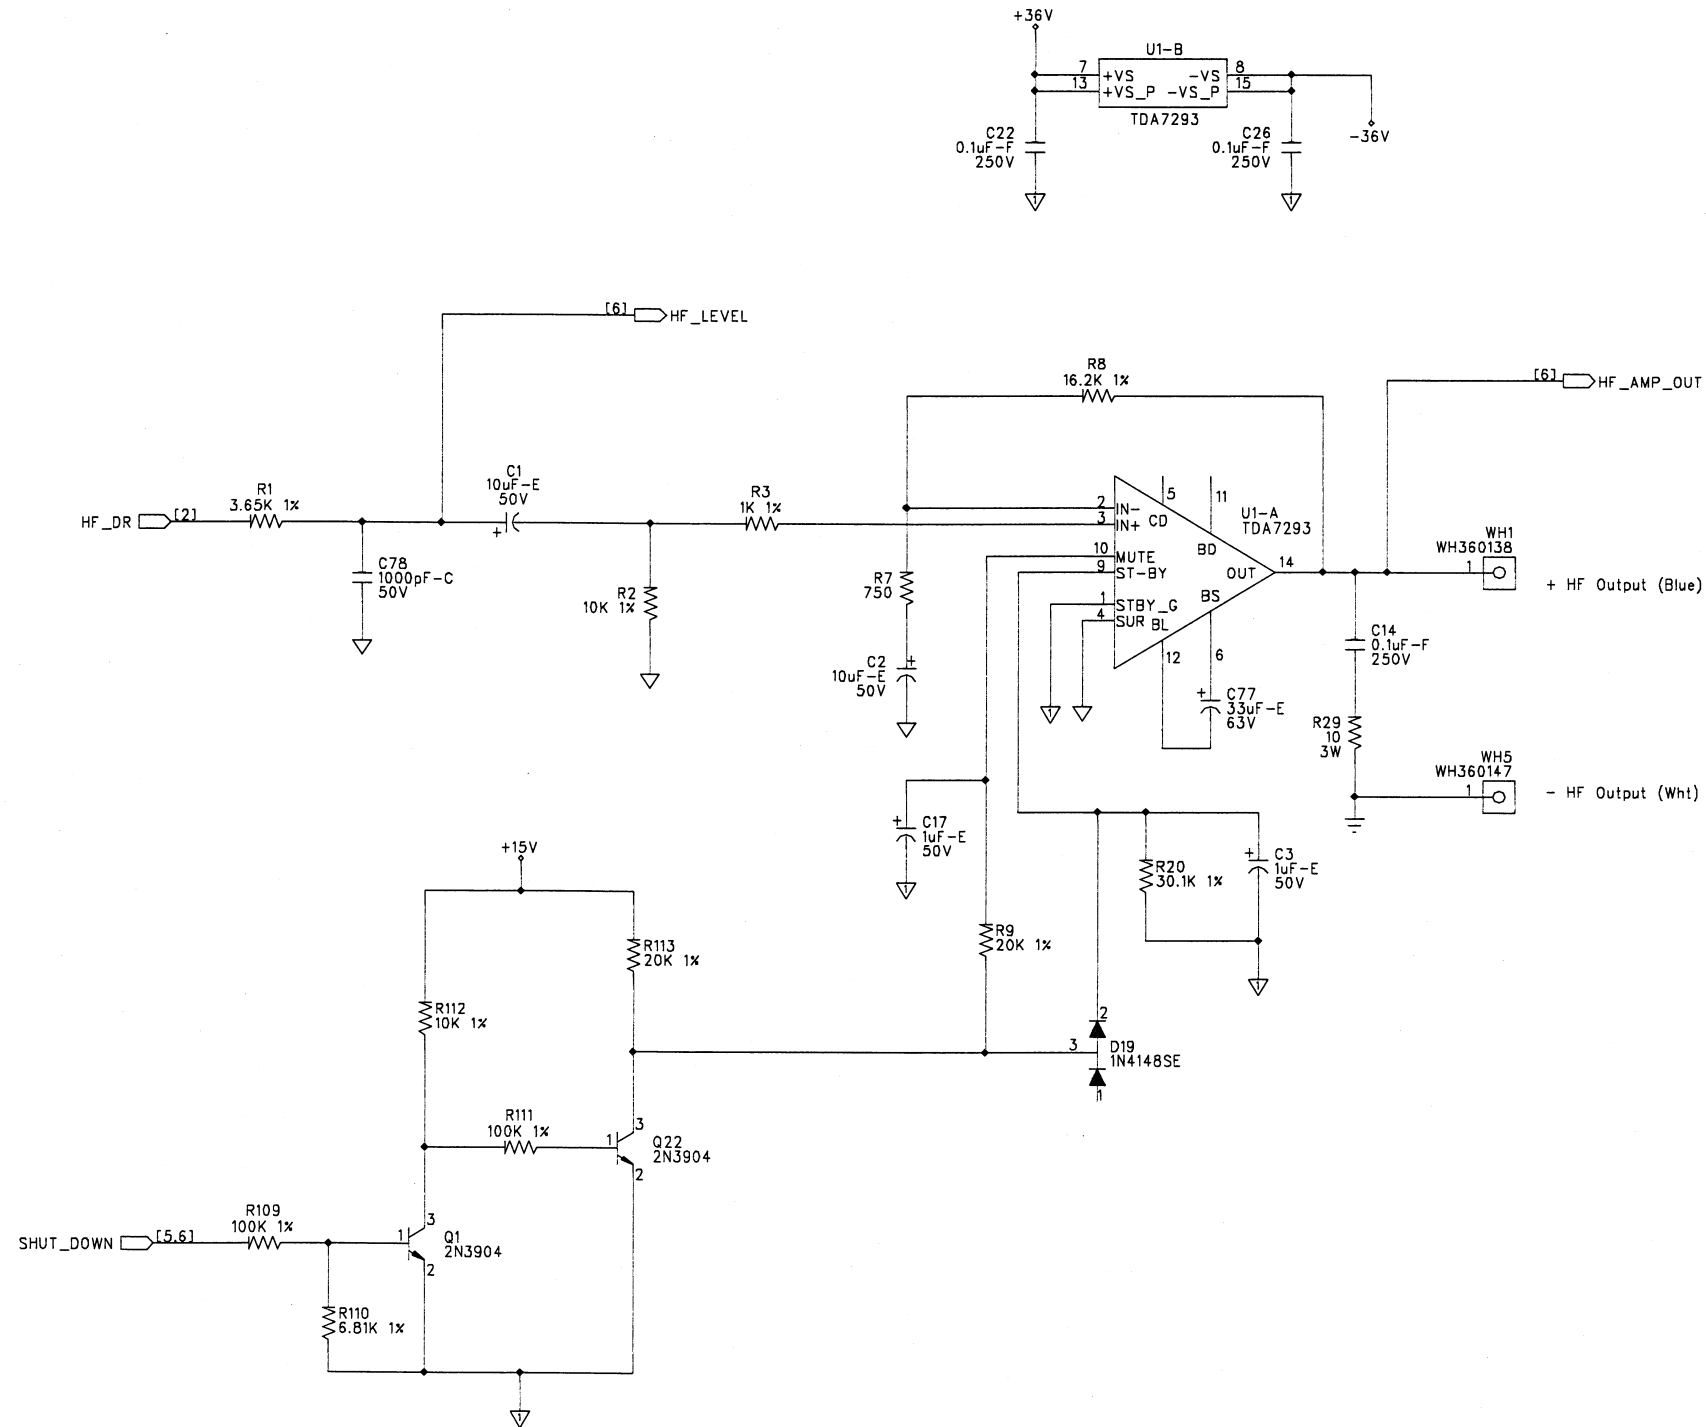 +36V
U1-B
7 +VS -VS 8
13 +VS_P -VS_P 15
TDA7293
-36V
C22
0.1uF-F
250V
C26
0.1uF-F
250V
1
1
[6] HF_LEVEL
R8
16.2K 1%
[6] HF_AMP_OUT
HF_DR [2]
R1
3.65K 1%
C1
10uF-E
50V
+
R3
1K 1%
C78
1000pF-C
50V
R2
10K 1%
R7
750
C2
10uF-E
50V
+
2 IN-
3 IN+
5
CD
11
BD
U1-A
TDA7293
10 MUTE
9 ST-BY
OUT 14
1 STBY_G
4 SUR
BL
BS
12
6
1
+
C77
33uF-E
63V
C14
0.1uF-F
250V
R29
10
3W
WH1
WH360138
1
+ HF Output (Blue)
WH5
WH360147
1
- HF Output (Wht)
+
C17
1uF-E
50V
1
R9
20K 1%
R20
30.1K 1%
+
C3
1uF-E
50V
1
+15V
R113
20K 1%
R112
10K 1%
2
3
D19
1N4148SE
1
R111
100K 1%
1
3
Q22
2N3904
2
SHUT_DOWN [5,6]
R109
100K 1%
1
3
Q1
2N3904
2
R110
6.81K 1%
1